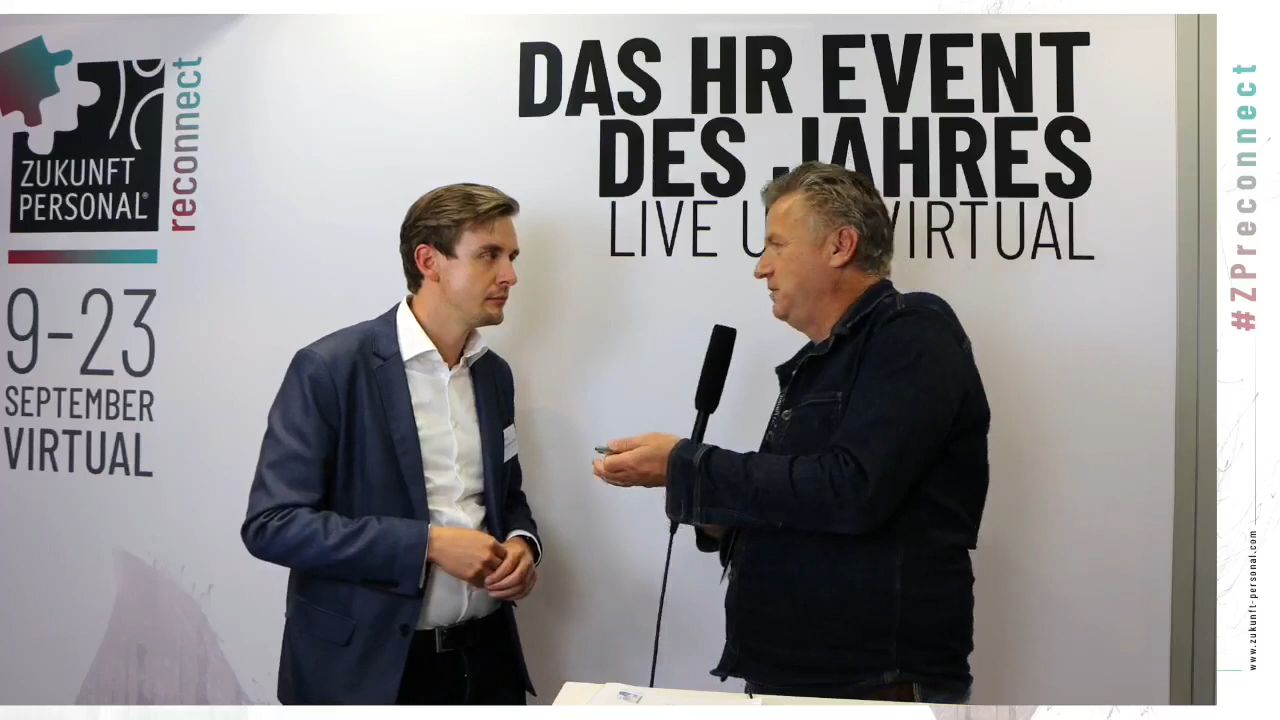 ZUKUNFT
PERSONAL®
reconnect
9-23
SEPTEMBER
VIRTUAL
DAS HR EVENT
DES JAHRES
LIVE U VIRTUAL
#ZPreconnect
www.zukunft-personal.com